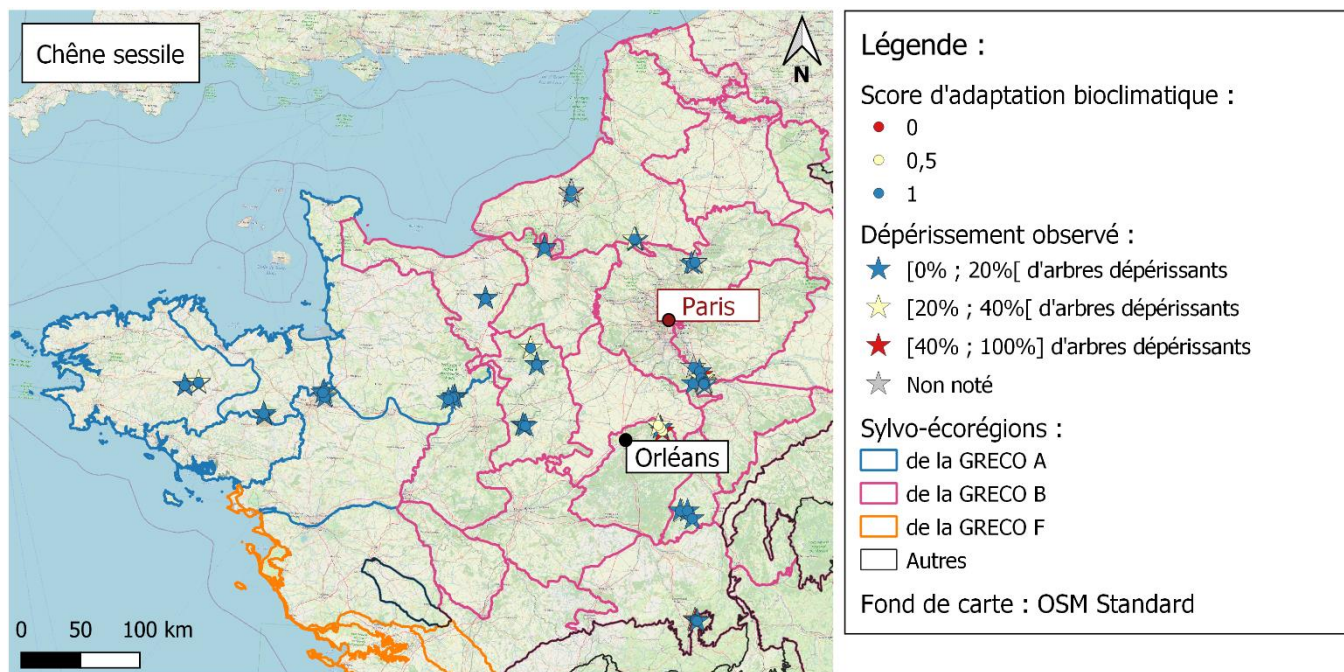 Chêne sessile
N
Paris
Orléans
0 50 100 km
Légende :
Score d'adaptation bioclimatique :
0
0,5
1
Dépérissement observé :
[0% ; 20%[ d'arbres dépérissants
[20% ; 40%[ d'arbres dépérissants
[40% ; 100%] d'arbres dépérissants
Non noté
Sylvo-écorégions :
de la GRECO A
de la GRECO B
de la GRECO F
Autres
Fond de carte : OSM Standard